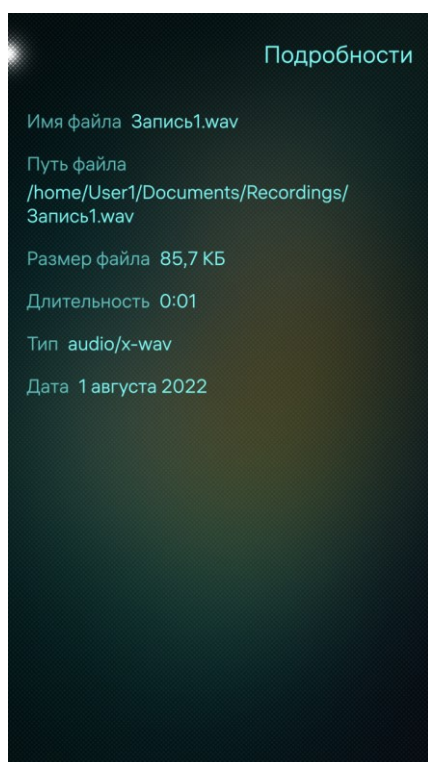 Подробности
Имя файла Запись1.wav
Путь файла
/home/User1/Documents/Recordings/
Запись1.wav
Размер файла 85,7 КБ
Длительность 0:01
Тип audio/x-wav
Дата 1 августа 2022